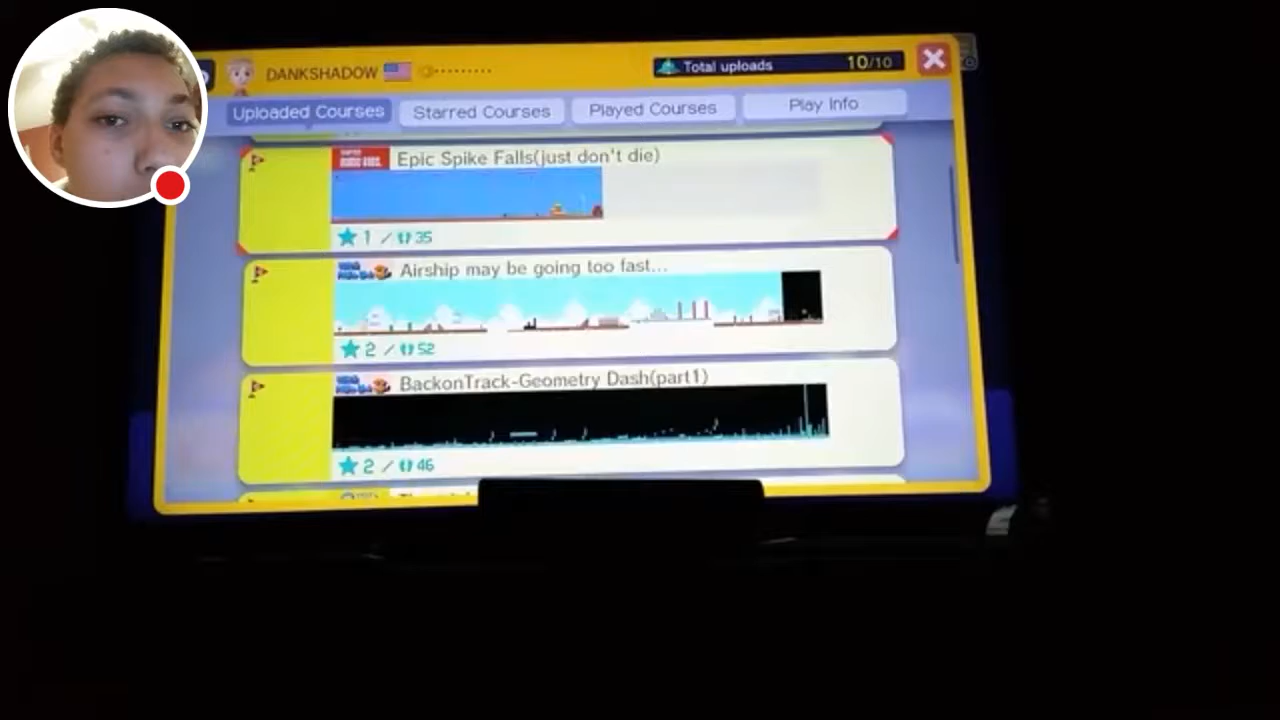 DANKSHADOW
Total uploads 10/10
Uploaded Courses Starred Courses Played Courses Play Info
Epic Spike Falls(just don't die)
1 / 35
Airship may be going too fast...
2 / 52
BackonTrack-Geometry Dash(part1)
2 / 46